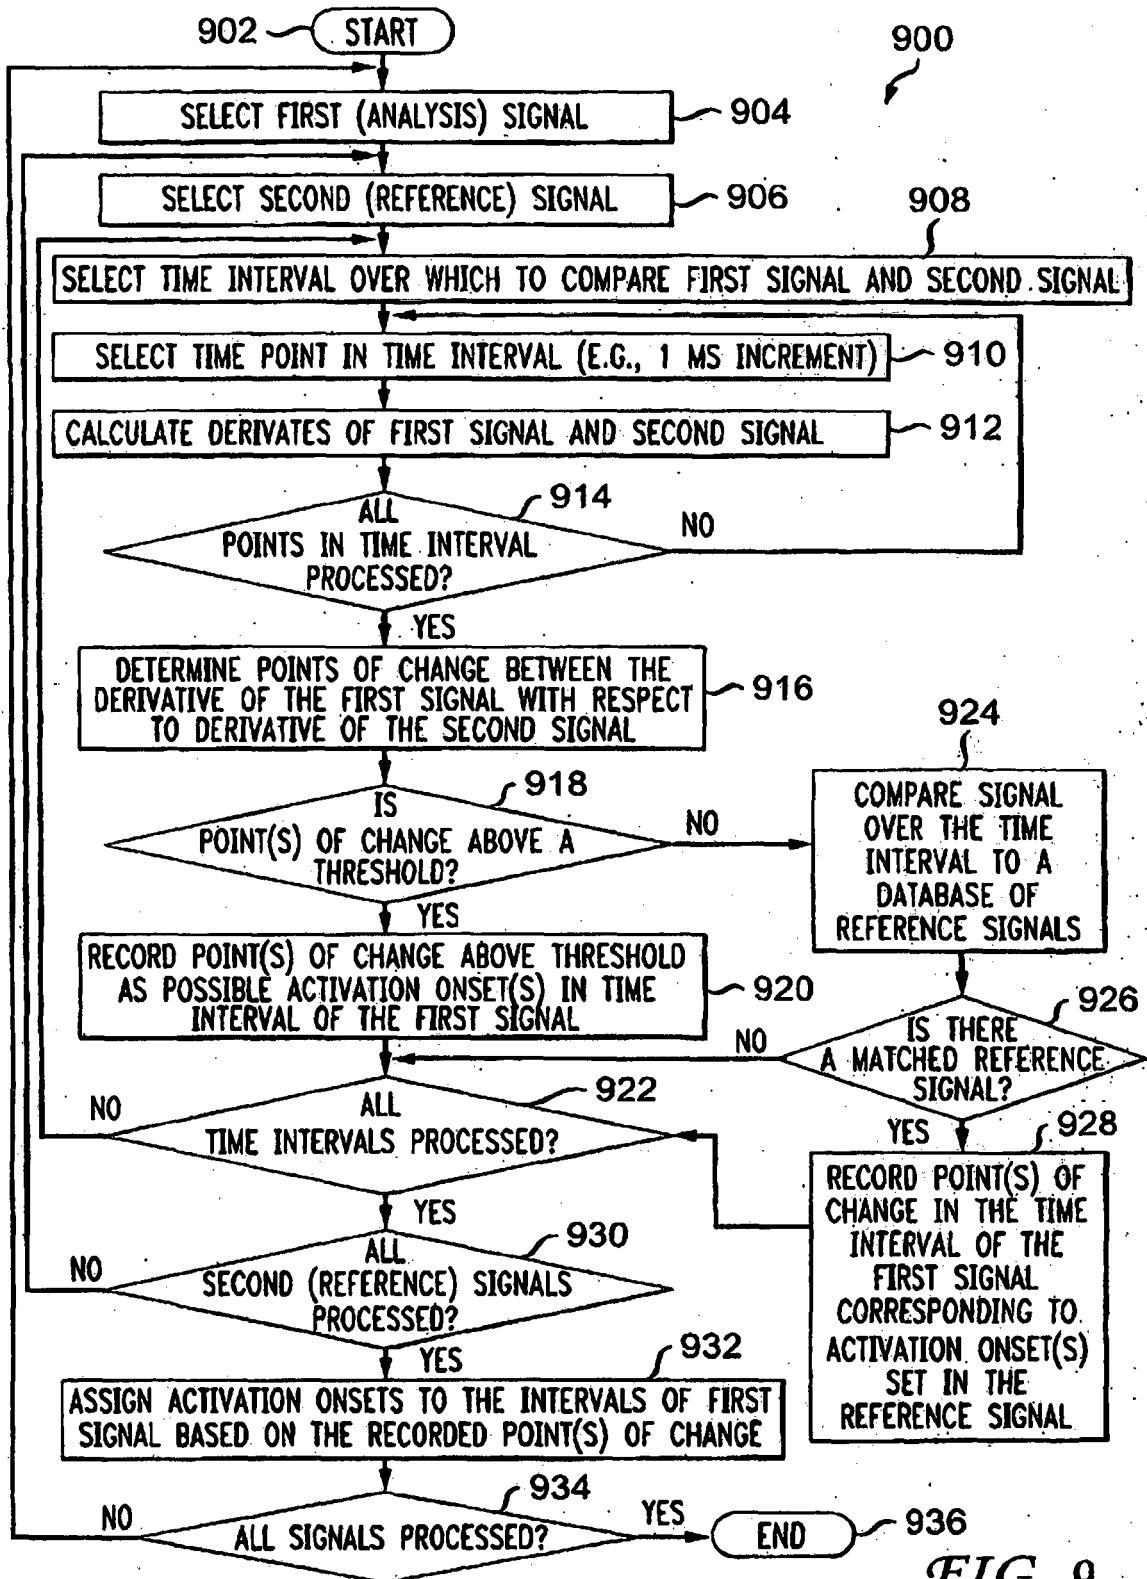 902
START
900
SELECT FIRST (ANALYSIS) SIGNAL
904
SELECT SECOND (REFERENCE) SIGNAL
906
908
SELECT TIME INTERVAL OVER WHICH TO COMPARE FIRST SIGNAL AND SECOND SIGNAL
SELECT TIME POINT IN TIME INTERVAL (E.G., 1 MS INCREMENT)
910
CALCULATE DERIVATES OF FIRST SIGNAL AND SECOND SIGNAL
912
914
ALL
POINTS IN TIME INTERVAL
PROCESSED?
NO
YES
DETERMINE POINTS OF CHANGE BETWEEN THE
DERIVATIVE OF THE FIRST SIGNAL WITH RESPECT
TO DERIVATIVE OF THE SECOND SIGNAL
916
918
IS
POINT(S) OF CHANGE ABOVE A
THRESHOLD?
NO
YES
924
COMPARE SIGNAL
OVER THE TIME
INTERVAL TO A
DATABASE OF
REFERENCE SIGNALS
RECORD POINT(S) OF CHANGE ABOVE THRESHOLD
AS POSSIBLE ACTIVATION ONSET(S) IN TIME
INTERVAL OF THE FIRST SIGNAL
920
926
IS THERE
A MATCHED REFERENCE
SIGNAL?
NO
YES
928
RECORD POINT(S) OF
CHANGE IN THE TIME
INTERVAL OF THE
FIRST SIGNAL
CORRESPONDING TO
ACTIVATION ONSET(S)
SET IN THE
REFERENCE SIGNAL
922
ALL
TIME INTERVALS PROCESSED?
NO
YES
930
ALL
SECOND (REFERENCE) SIGNALS
PROCESSED?
NO
YES
932
ASSIGN ACTIVATION ONSETS TO THE INTERVALS OF FIRST
SIGNAL BASED ON THE RECORDED POINT(S) OF CHANGE
934
ALL SIGNALS PROCESSED?
NO
YES
END
936
FIG. 9